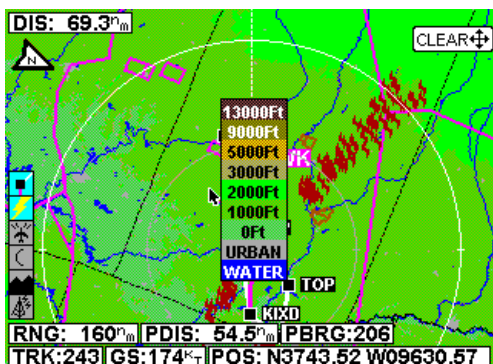 DIS: 69.3nm
CLEAR
N
13000Ft
9000Ft
5000Ft
3000Ft
2000Ft
1000Ft
0Ft
URBAN
WATER
WK
TOP
KIXD
RNG: 160nm PDIS: 54.5nm PBRG:206
TRK:243 GS:174KT POS: N3743.52 W09630.57